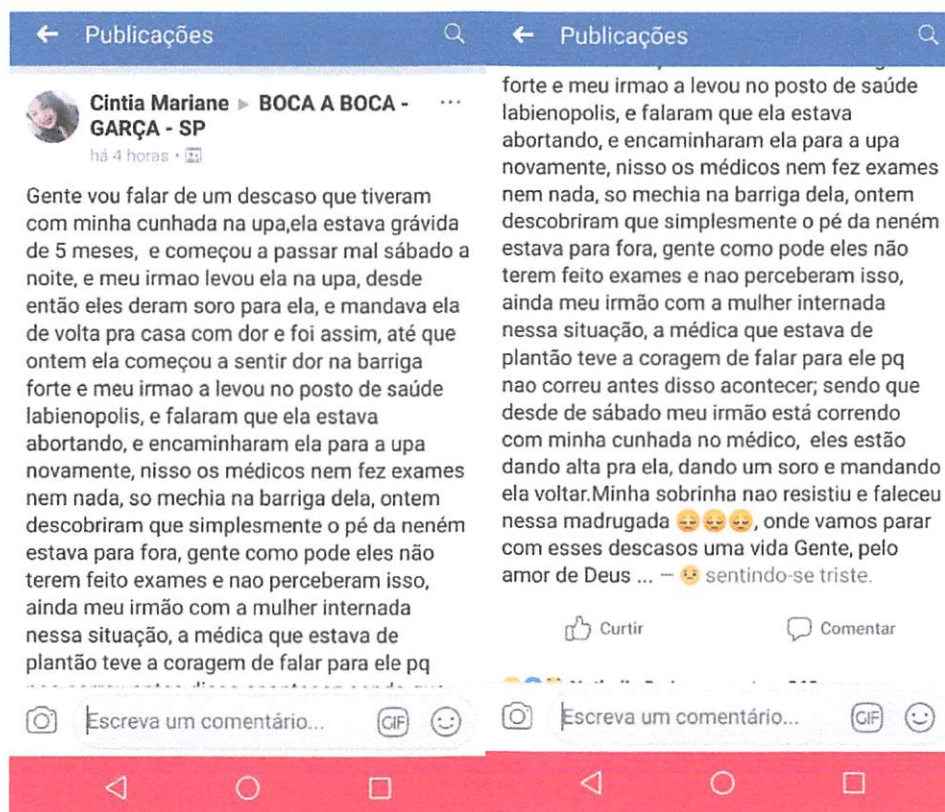 Publicações
Cintia Mariane ▸ BOCA A BOCA -
GARÇA - SP
há 4 horas •
Gente vou falar de um descaso que tiveram
com minha cunhada na upa,ela estava grávida
de 5 meses, e começou a passar mal sábado a
noite, e meu irmao levou ela na upa, desde
então eles deram soro para ela, e mandava ela
de volta pra casa com dor e foi assim, até que
ontem ela começou a sentir dor na barriga
forte e meu irmao a levou no posto de saúde
labienopolis, e falaram que ela estava
abortando, e encaminharam ela para a upa
novamente, nisso os médicos nem fez exames
nem nada, so mechia na barriga dela, ontem
descobriram que simplesmente o pé da neném
estava para fora, gente como pode eles não
terem feito exames e nao perceberam isso,
ainda meu irmão com a mulher internada
nessa situação, a médica que estava de
plantão teve a coragem de falar para ele pq
Escreva um comentário...
GIF
Publicações
forte e meu irmao a levou no posto de saúde
labienopolis, e falaram que ela estava
abortando, e encaminharam ela para a upa
novamente, nisso os médicos nem fez exames
nem nada, so mechia na barriga dela, ontem
descobriram que simplesmente o pé da neném
estava para fora, gente como pode eles não
terem feito exames e nao perceberam isso,
ainda meu irmão com a mulher internada
nessa situação, a médica que estava de
plantão teve a coragem de falar para ele pq
nao correu antes disso acontecer; sendo que
desde de sábado meu irmão está correndo
com minha cunhada no médico, eles estão
dando alta pra ela, dando um soro e mandando
ela voltar.Minha sobrinha nao resistiu e faleceu
nessa madrugada 😔😔😔, onde vamos parar
com esses descasos uma vida Gente, pelo
amor de Deus ... — 😢 sentindo-se triste.
Curtir
Comentar
Escreva um comentário...
GIF